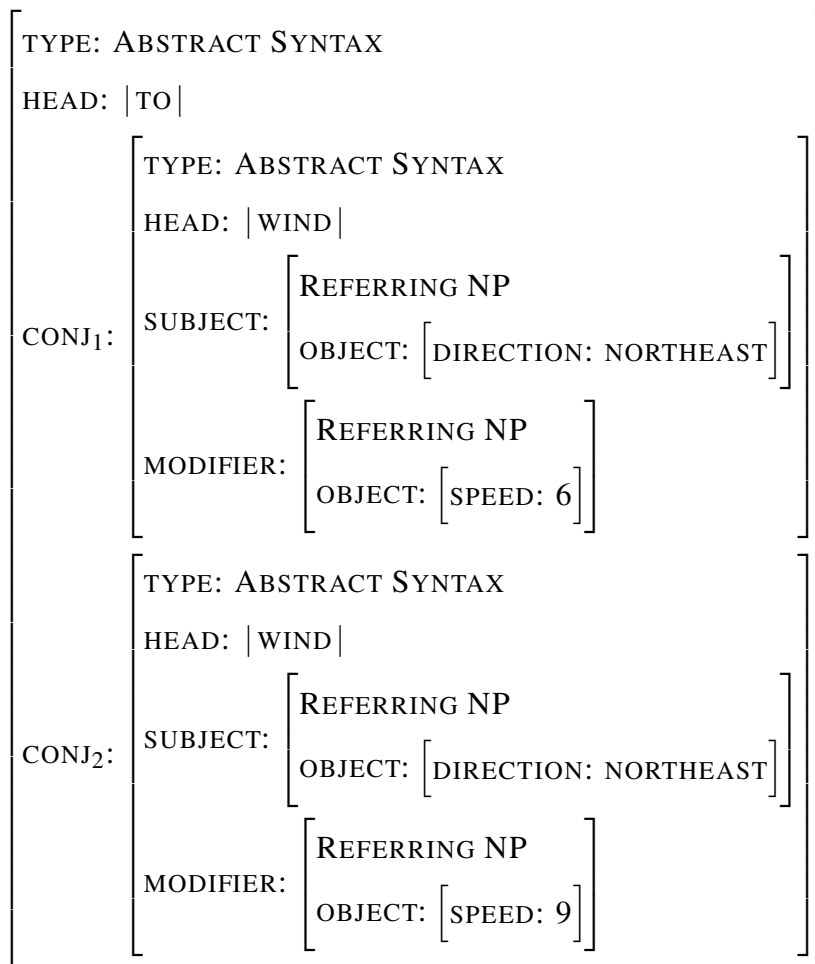 TYPE: ABSTRACT SYNTAX
HEAD: |TO|
CONJ1:
TYPE: ABSTRACT SYNTAX
HEAD: |WIND|
SUBJECT:
REFERRING NP
OBJECT: [DIRECTION: NORTHEAST]
MODIFIER:
REFERRING NP
OBJECT: [SPEED: 6]
CONJ2:
TYPE: ABSTRACT SYNTAX
HEAD: |WIND|
SUBJECT:
REFERRING NP
OBJECT: [DIRECTION: NORTHEAST]
MODIFIER:
REFERRING NP
OBJECT: [SPEED: 9]